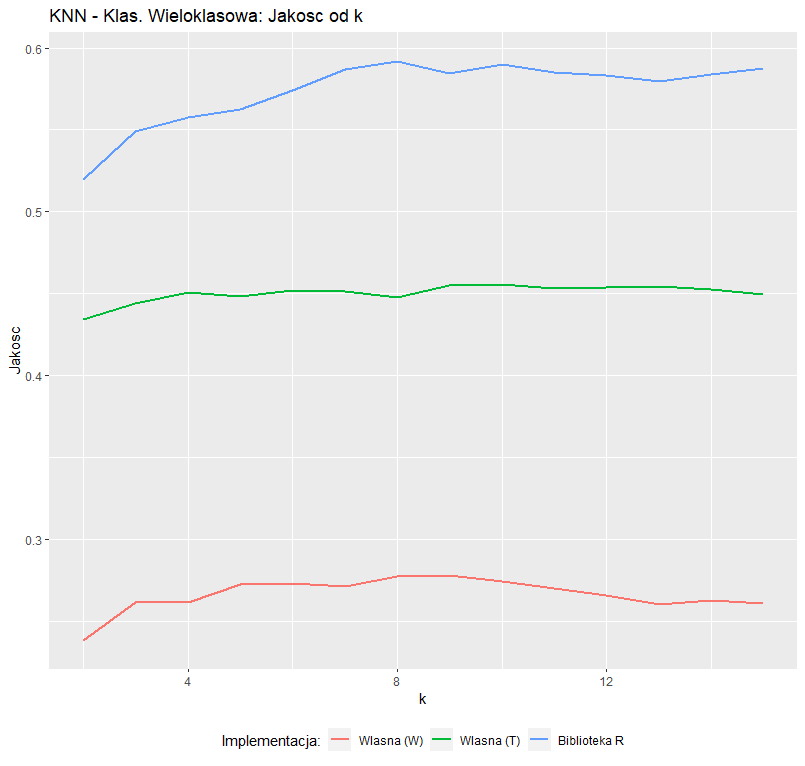 KNN - Klas. Wieloklasowa: Jakosc od k
0.6
0.5
0.4
0.3
Jakosc
4 8 12
k
Implementacja: Wlasna (W) Wlasna (T) Biblioteka R